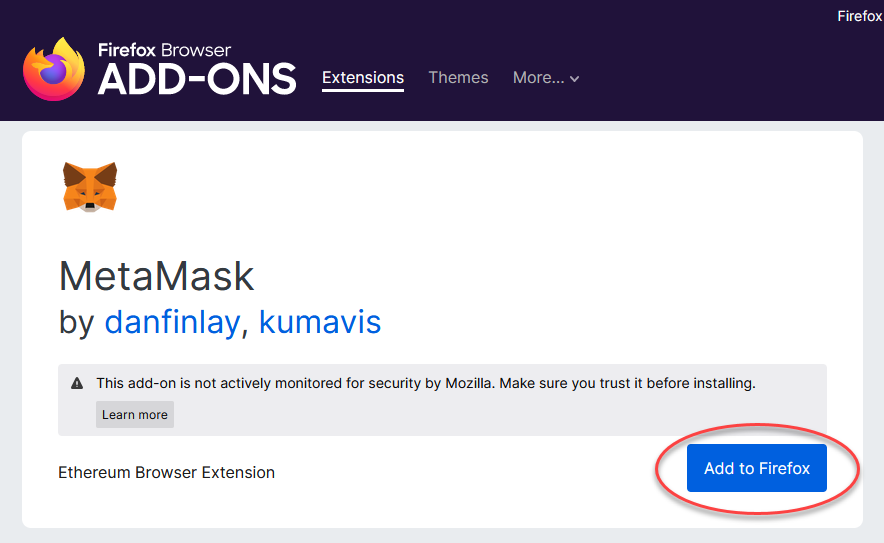 Firefox
Firefox Browser
ADD-ONS
Extensions Themes More...
MetaMask
by danfinlay, kumavis
This add-on is not actively monitored for security by Mozilla. Make sure you trust it before installing.
Learn more
Ethereum Browser Extension
Add to Firefox